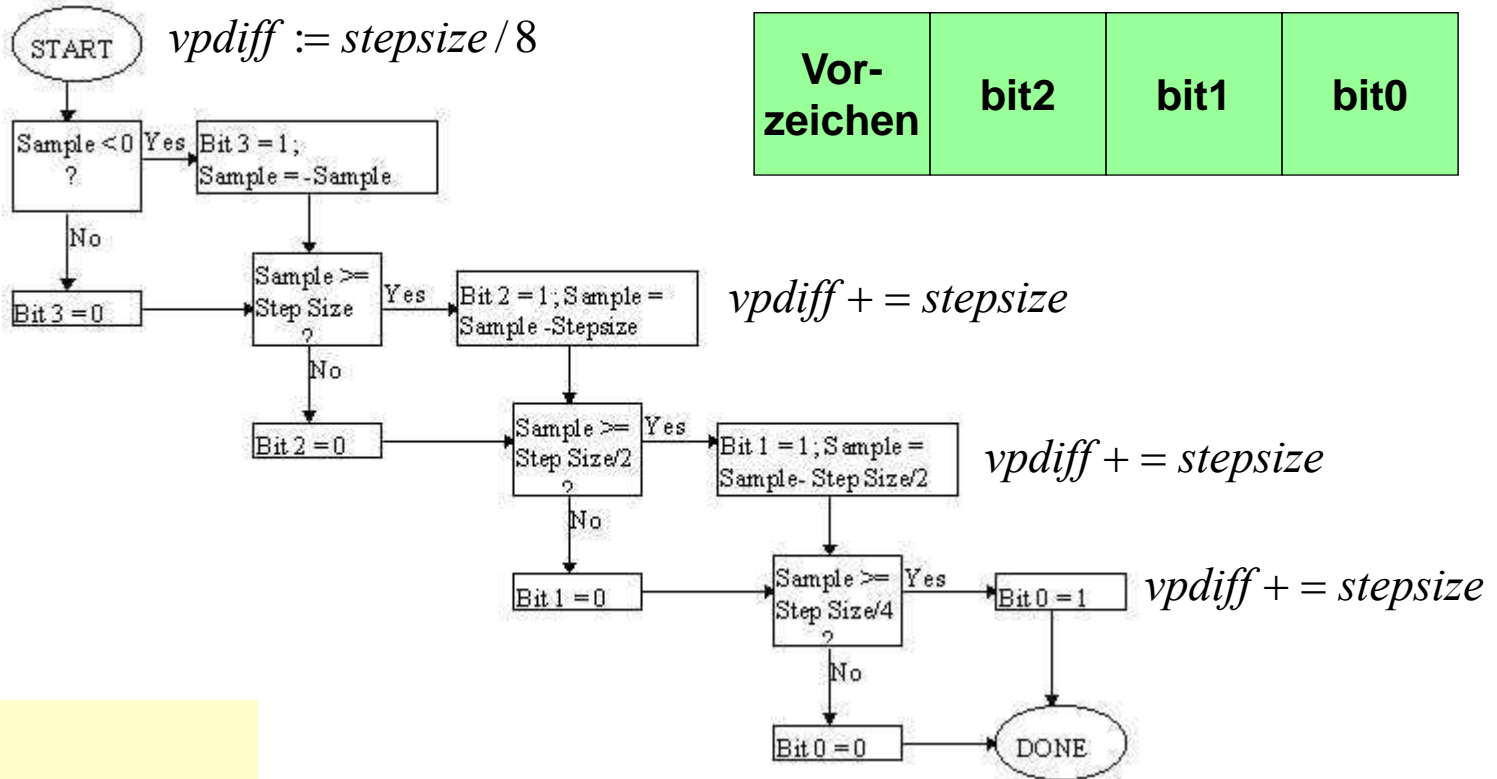 START
vpdiff := stepsize / 8
Vor-
zeichen
bit2
bit1
bit0
Sample <0
?
Yes
Bit 3 = 1;
Sample = -Sample
No
Bit 3 = 0
Sample >=
Step Size
?
Yes
Bit 2 = 1; Sample =
Sample -Stepsize
vpdiff + = stepsize
No
Bit 2 = 0
Sample >=
Step Size/2
?
Yes
Bit 1 = 1; Sample =
Sample- Step Size/2
vpdiff + = stepsize
No
Bit 1 = 0
Sample >=
Step Size/4
?
Yes
Bit 0 = 1
vpdiff + = stepsize
No
Bit 0 = 0
DONE